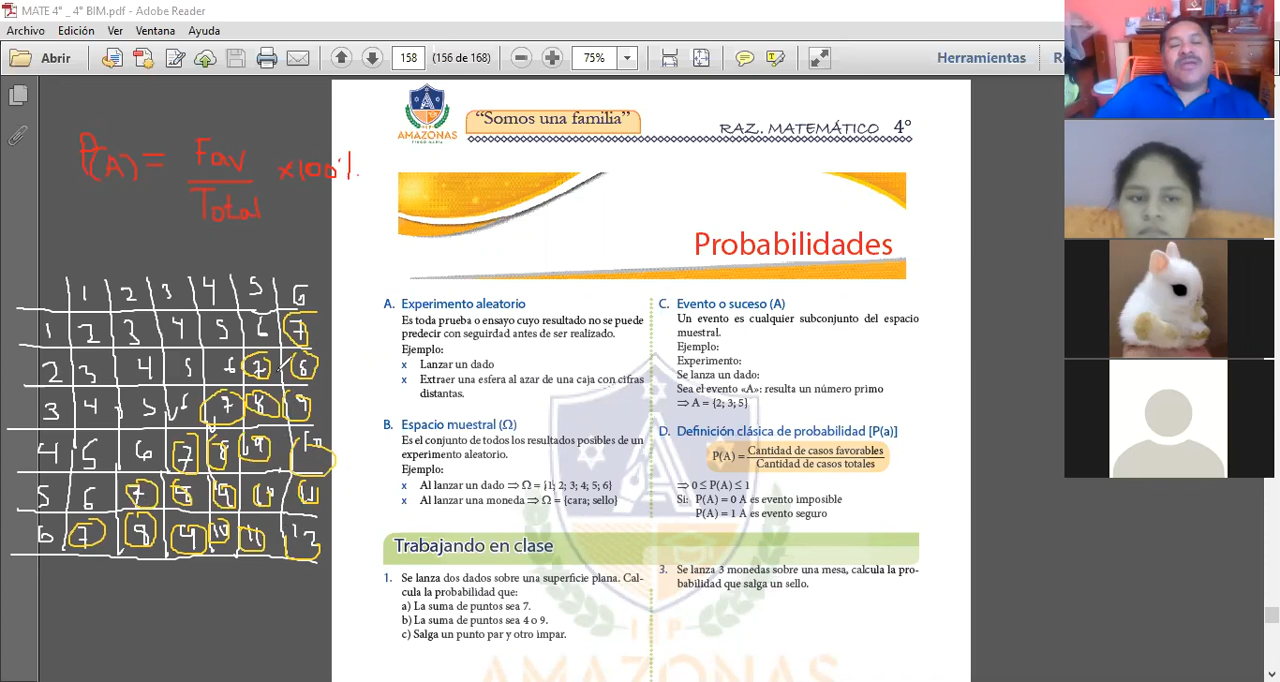 MATE 4° _ 4° BIM.pdf - Adobe Reader
Archivo Edición Ver Ventana Ayuda
Abrir
158 (156 de 168)
75%
Herramientas
P(A) = Fav x100%
Total
1 2 3 4 5 6
1 2 3 4 5 6 7
2 3 4 5 6 7 8
3 4 5 6 7 8 9
4 5 6 7 8 9
5 6 7 8 9
6 7 8 9 10 11 12
AMAZONAS
TINGO MARÍA
“Somos una familia”
RAZ. MATEMÁTICO 4°
Probabilidades
A. Experimento aleatorio
Es toda prueba o ensayo cuyo resultado no se puede
predecir con seguirdad antes de ser realizado.
Ejemplo:
x Lanzar un dado
x Extraer una esfera al azar de una caja con cifras
distantas.
B. Espacio muestral (Ω)
Es el conjunto de todos los resultados posibles de un
experimento aleatorio.
Ejemplo:
x Al lanzar un dado ⇒ Ω = {1; 2; 3; 4; 5; 6}
x Al lanzar una moneda ⇒ Ω = {cara; sello}
C. Evento o suceso (A)
Un evento es cualquier subconjunto del espacio
muestral.
Ejemplo:
Experimento:
Se lanza un dado:
Sea el evento «A»: resulta un número primo
⇒ A = {2; 3; 5}
D. Definición clásica de probabilidad [P(a)]
P(A) = Cantidad de casos favorables
Cantidad de casos totales
⇒ 0 ≤ P(A) ≤ 1
Si: P(A) = 0 A es evento imposible
P(A) = 1 A es evento seguro
Trabajando en clase
1. Se lanza dos dados sobre una superficie plana. Cal-
cula la probabilidad que:
a) La suma de puntos sea 7.
b) La suma de puntos sea 4 o 9.
c) Salga un punto par y otro impar.
3. Se lanza 3 monedas sobre una mesa, calcula la pro-
babilidad que salga un sello.
I P
AMAZONAS